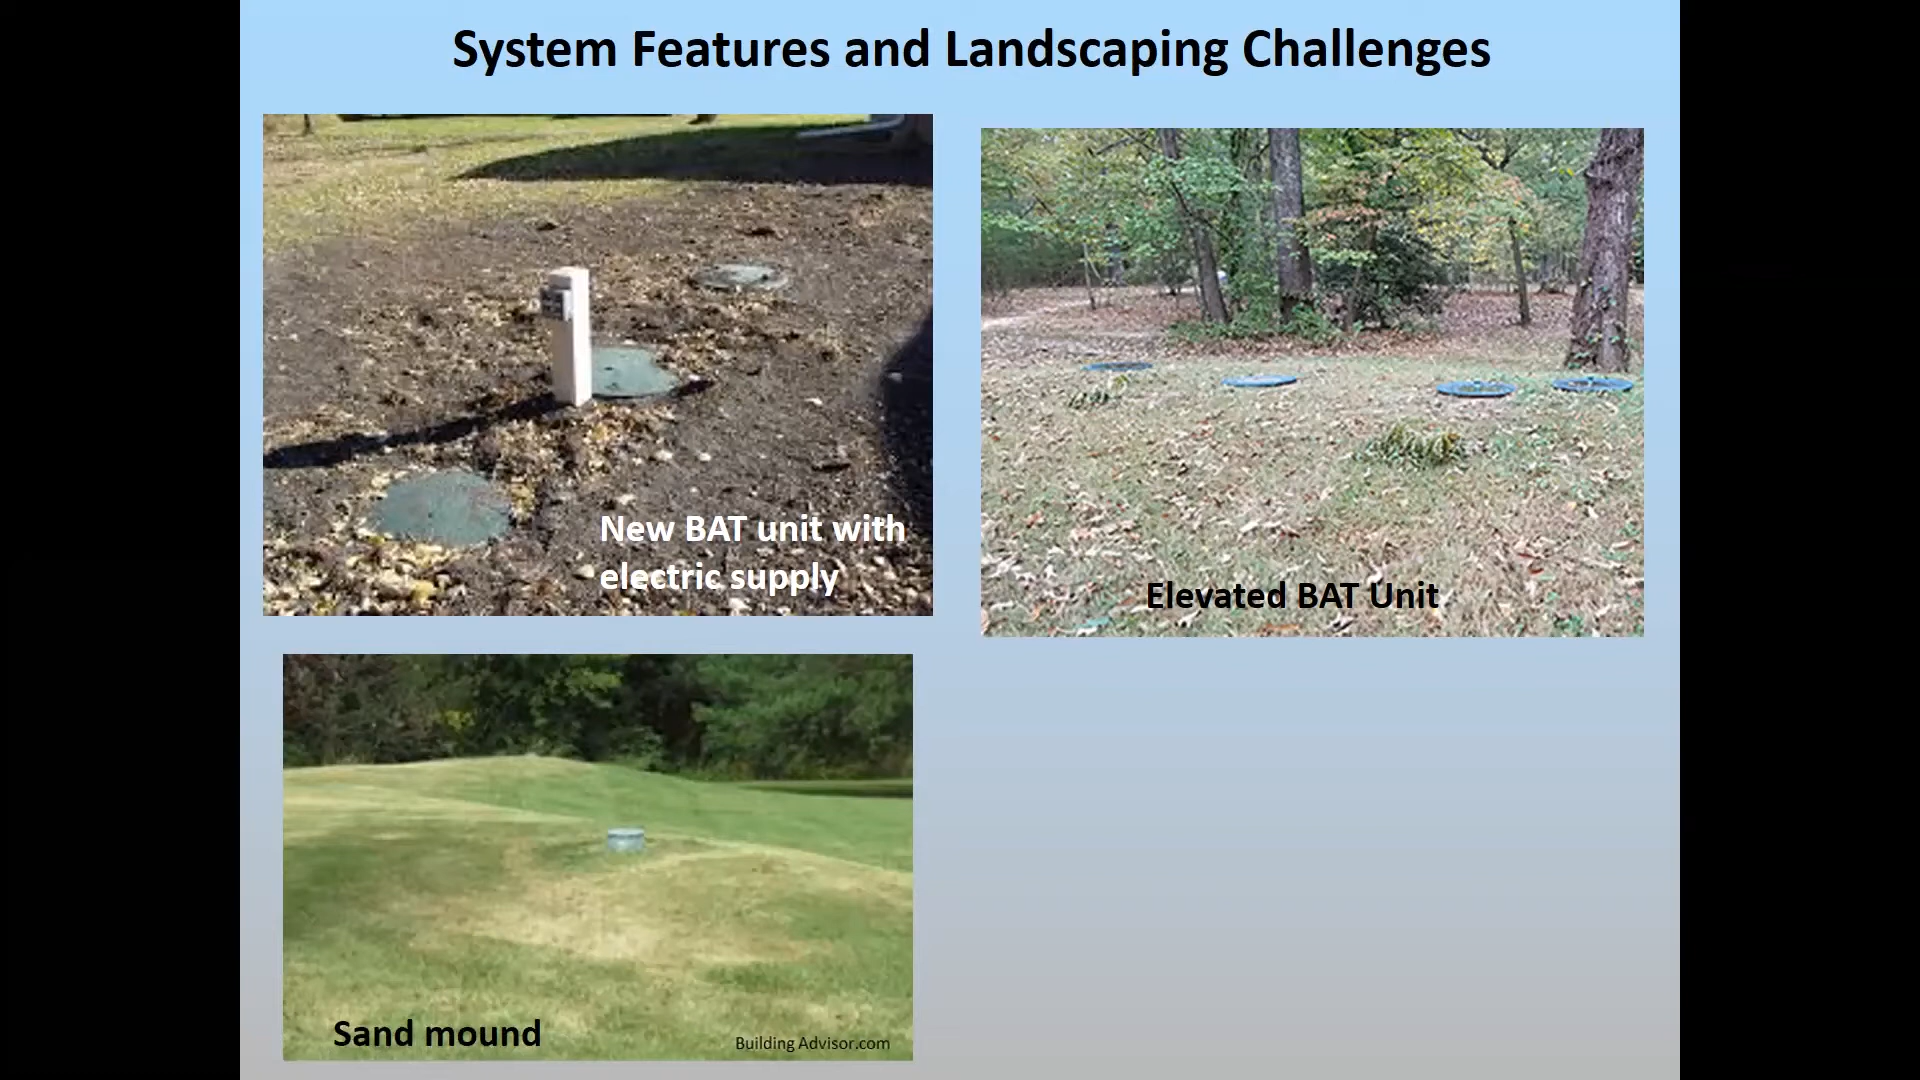 System Features and Landscaping Challenges
New BAT unit with
electric supply
Elevated BAT Unit
Sand mound
Building Advisor.com